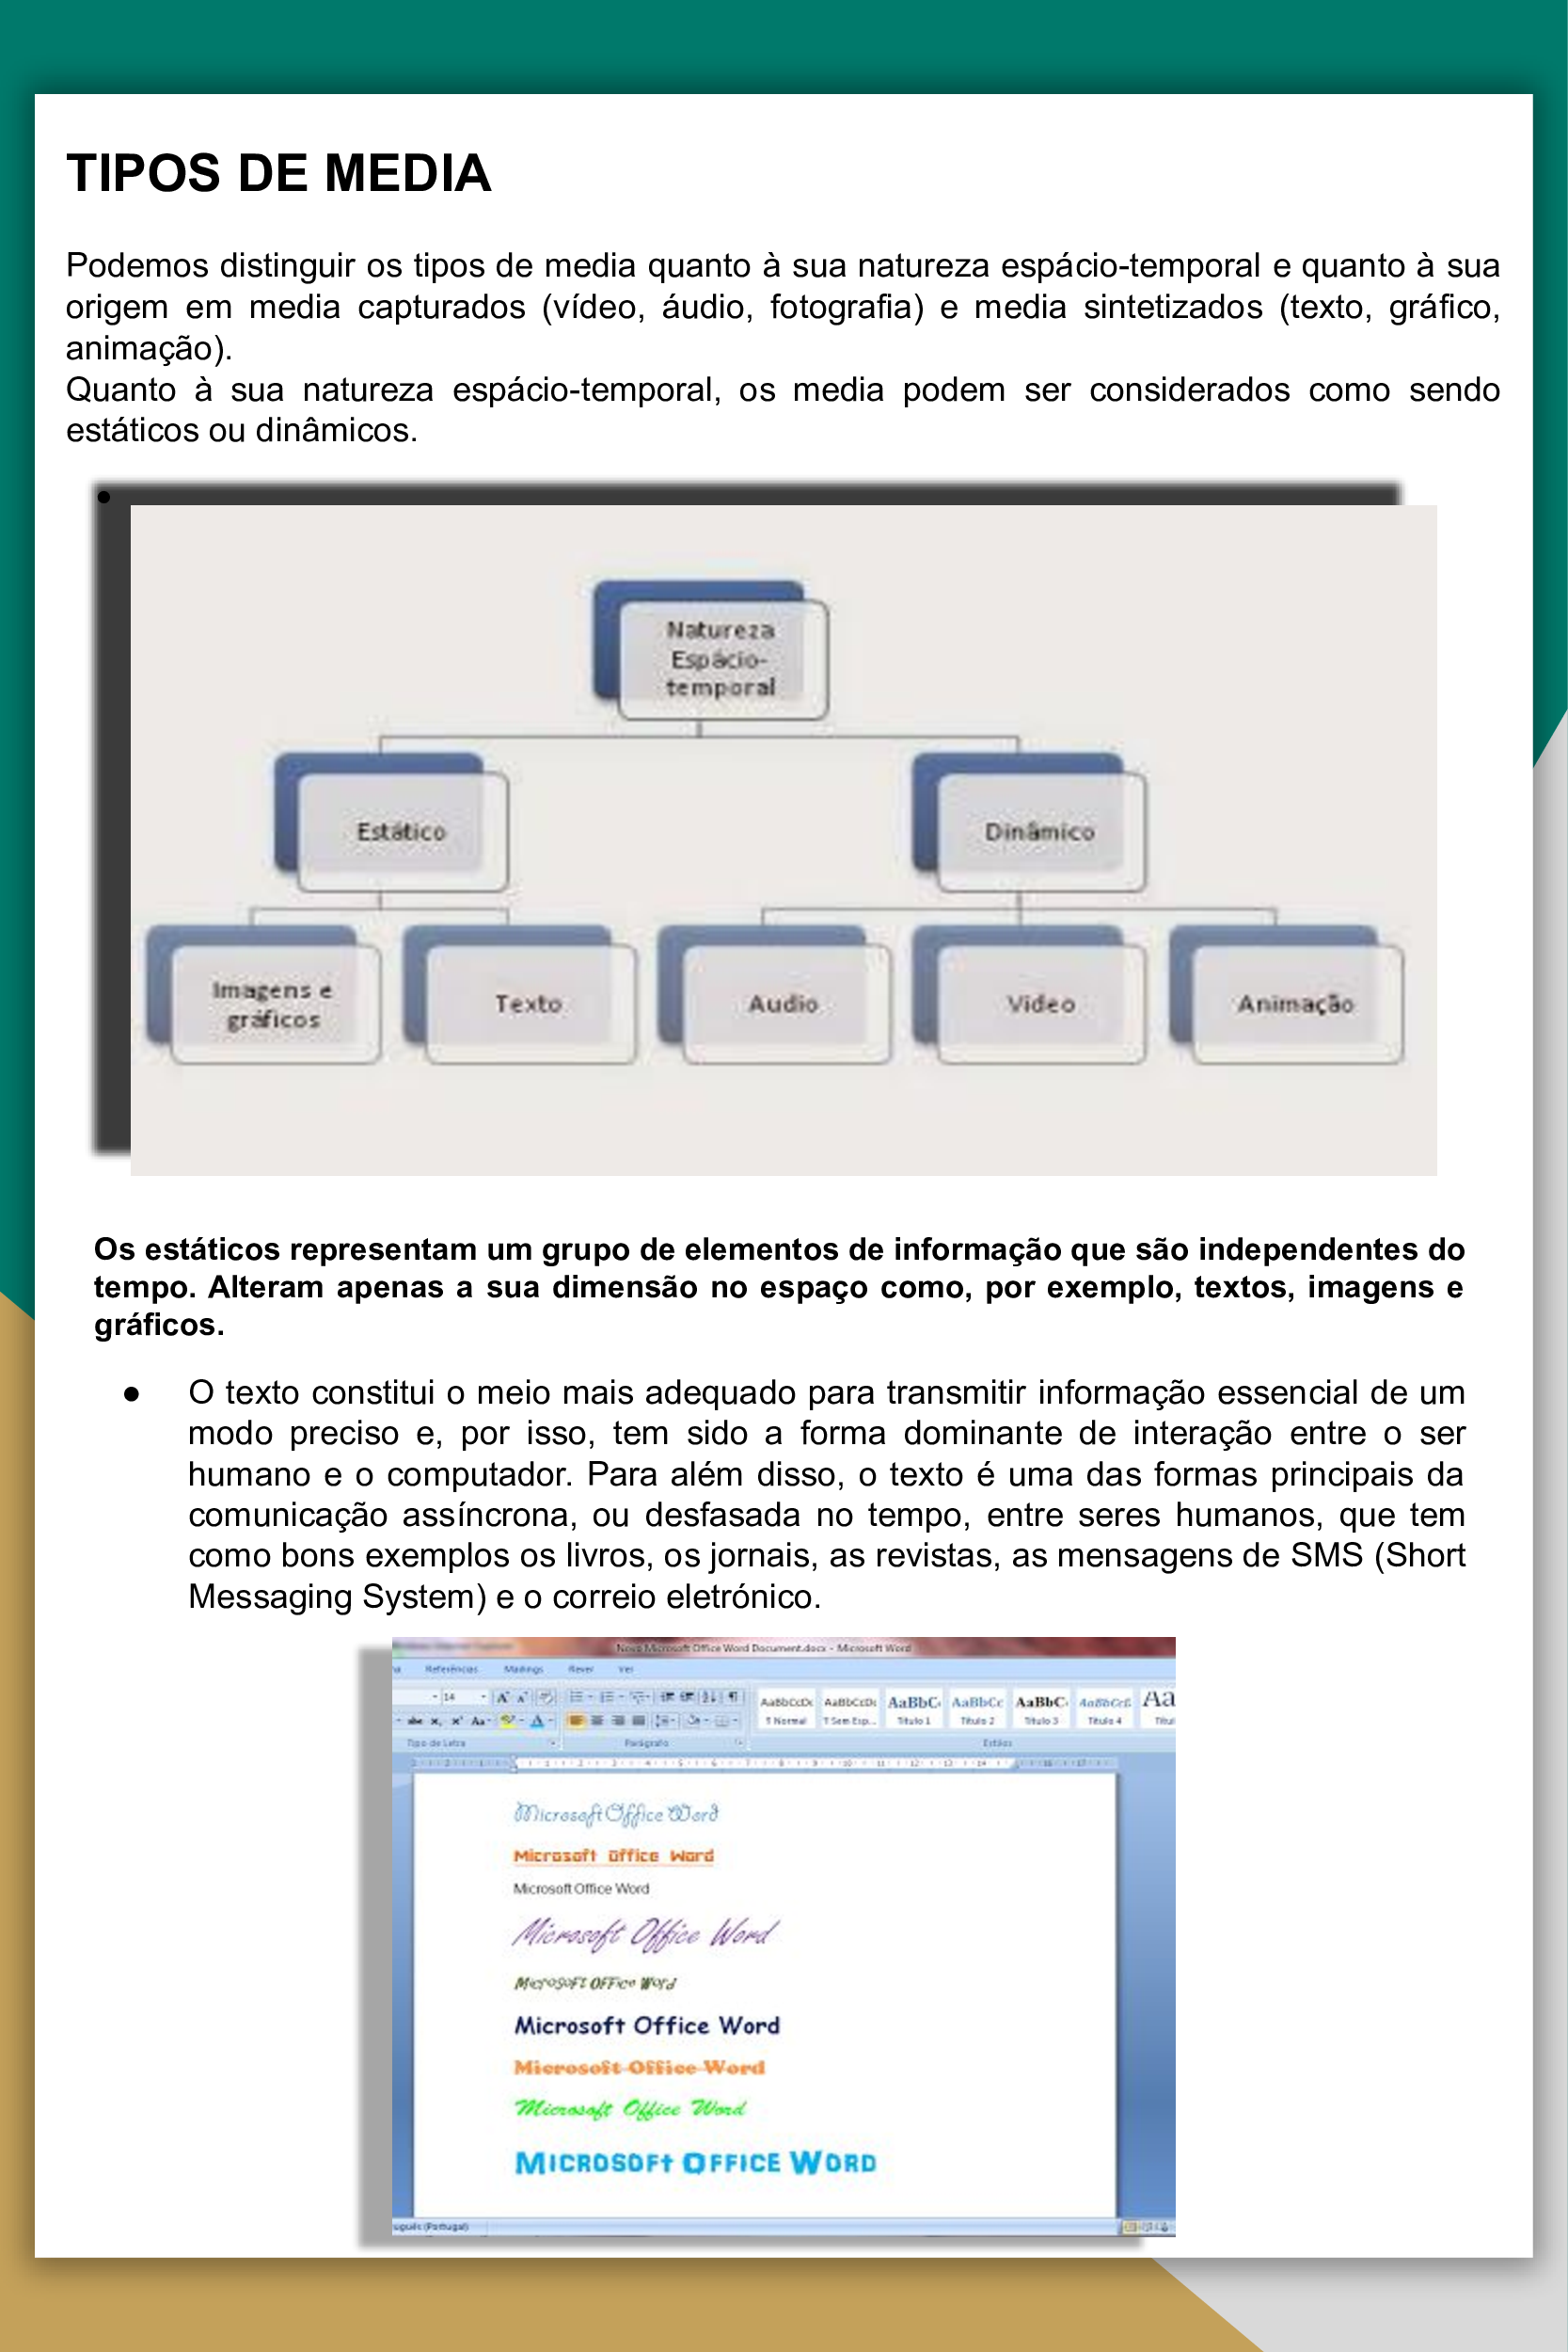 TIPOS DE MEDIA
Podemos distinguir os tipos de media quanto à sua natureza espácio-temporal e quanto à sua
origem em media capturados (vídeo, áudio, fotografia) e media sintetizados (texto, gráfico,
animação).
Quanto à sua natureza espácio-temporal, os media podem ser considerados como sendo
estáticos ou dinâmicos.
Natureza
Espácio-
temporal
Estático
Dinâmico
Imagens e
gráficos
Texto
Audio
Video
Animação
Os estáticos representam um grupo de elementos de informação que são independentes do
tempo. Alteram apenas a sua dimensão no espaço como, por exemplo, textos, imagens e
gráficos.
● O texto constitui o meio mais adequado para transmitir informação essencial de um
modo preciso e, por isso, tem sido a forma dominante de interação entre o ser
humano e o computador. Para além disso, o texto é uma das formas principais da
comunicação assíncrona, ou desfasada no tempo, entre seres humanos, que tem
como bons exemplos os livros, os jornais, as revistas, as mensagens de SMS (Short
Messaging System) e o correio eletrónico.
Novo Microsoft Office Word Document.docx - Microsoft Word
Referências Mailings Rever Ver
14
AaBbCcDc AaBbCcDc AaBbC AaBbCc AaBbC AaBbCcD Aa
¶ Normal ¶ Sem Esp... Título 1 Título 2 Título 3 Título 4
Tipo de Letra Parágrafo Estilos
Microsoft Office Word
Microsoft Office Word
Microsoft Office Word
Microsoft Office Word
Microsoft Office Word
Microsoft Office Word
Microsoft Office Word
Microsoft Office Word
Microsoft Office Word
(Portugal)